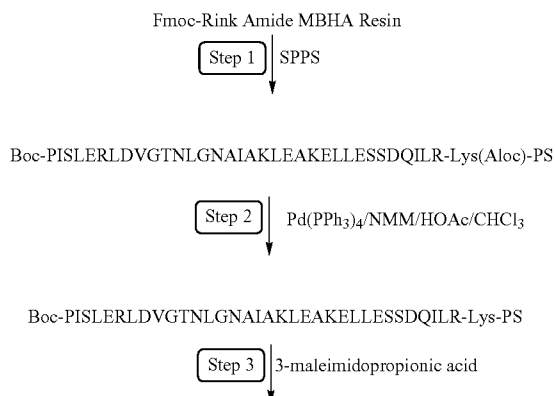 Fmoc-Rink Amide MBHA Resin
Step 1 SPPS
Boc-PISLERLDVGTNLGNAIAKLEAKELLESSDQILR-Lys(Aloc)-PS
Step 2 Pd(PPh3)4/NMM/HOAc/CHCl3
Boc-PISLERLDVGTNLGNAIAKLEAKELLESSDQILR-Lys-PS
Step 3 3-maleimidopropionic acid